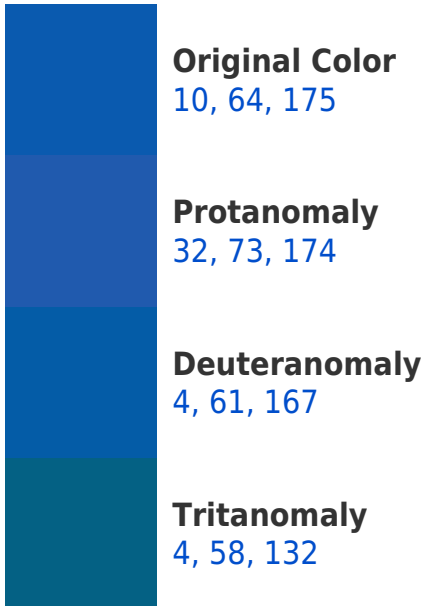 Original Color
10, 64, 175
Protanomaly
32, 73, 174
Deuteranomaly
4, 61, 167
Tritanomaly
4, 58, 132